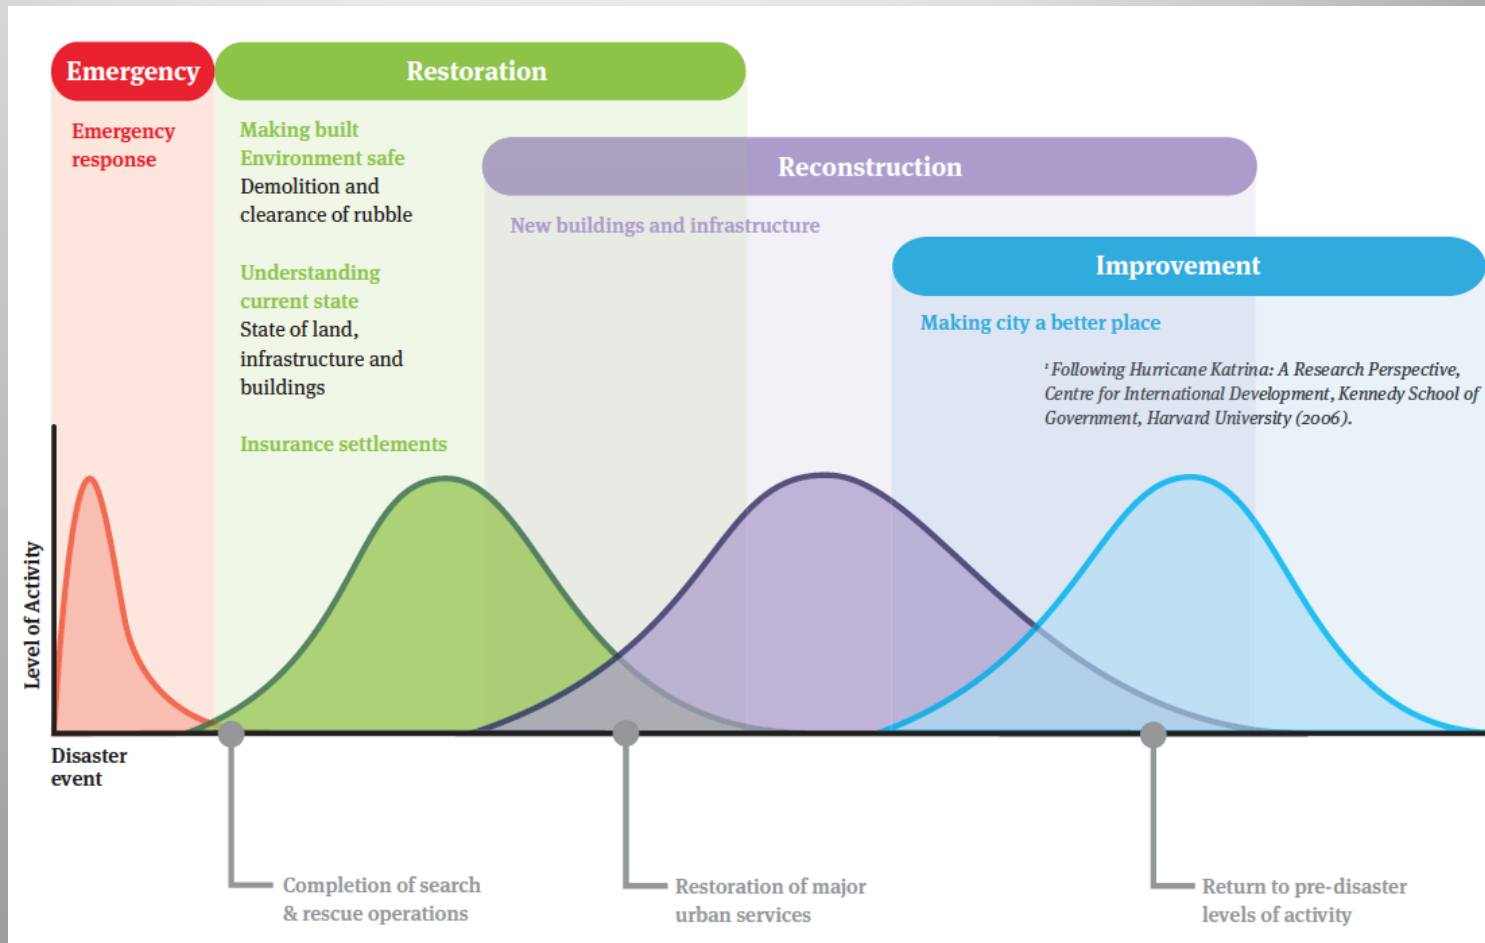 Emergency
Restoration
Emergency
response
Making built
Environment safe
Demolition and
clearance of rubble
Understanding
current state
State of land,
infrastructure and
buildings
Insurance settlements
Reconstruction
New buildings and infrastructure
Improvement
Making city a better place
¹ Following Hurricane Katrina: A Research Perspective,
Centre for International Development, Kennedy School of
Government, Harvard University (2006).
Level of Activity
Disaster
event
Completion of search
& rescue operations
Restoration of major
urban services
Return to pre-disaster
levels of activity